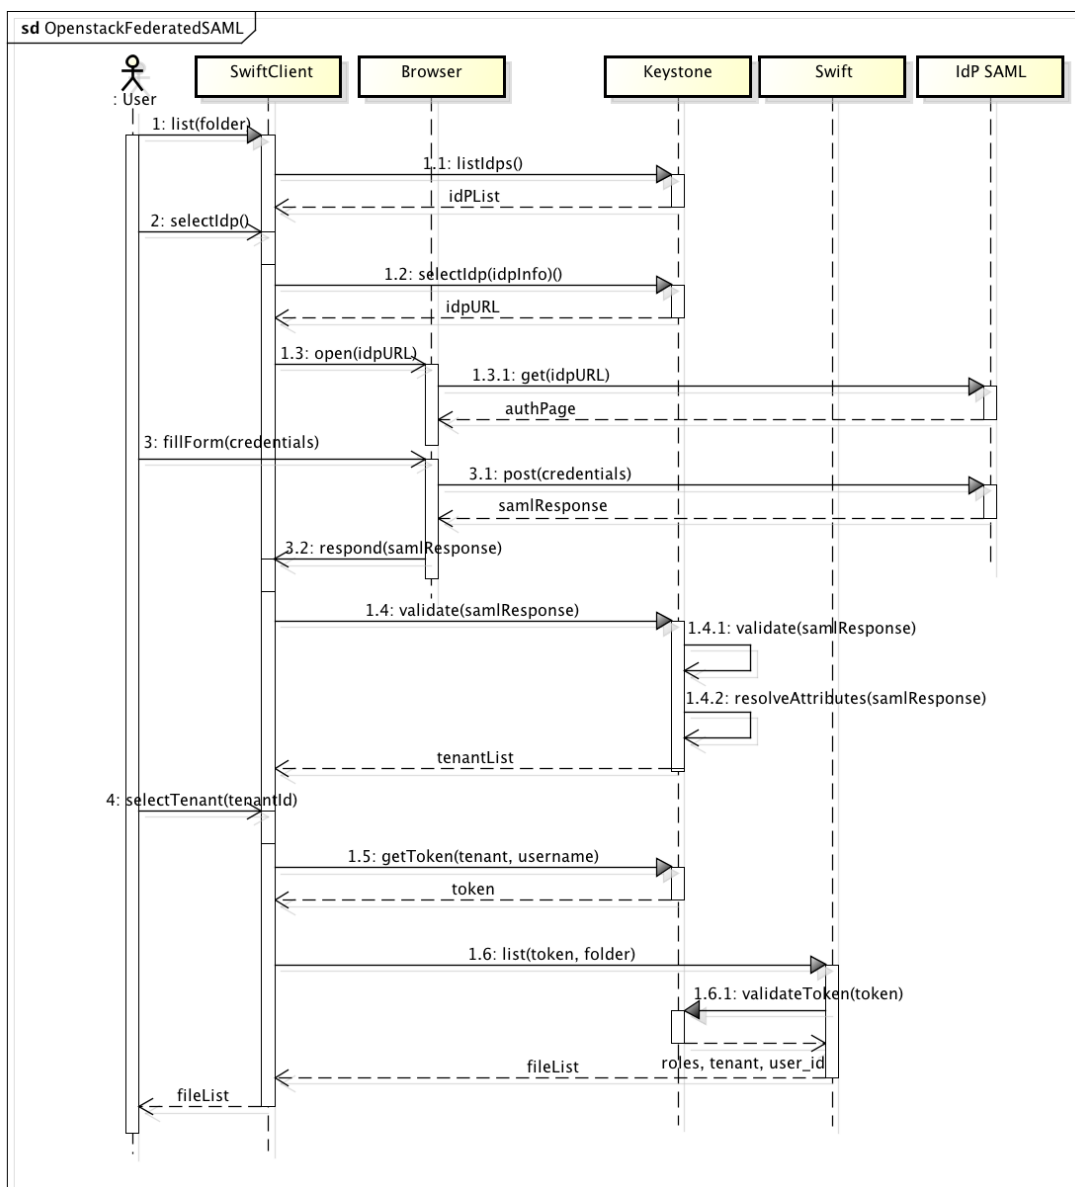 sd OpenstackFederatedSAML
SwiftClient
Browser
Keystone
Swift
IdP SAML
: User
1: list(folder)
1.1: listIdps()
idPList
2: selectIdp()
1.2: selectIdp(idpInfo)()
idpURL
1.3: open(idpURL)
1.3.1: get(idpURL)
authPage
3: fillForm(credentials)
3.1: post(credentials)
samlResponse
3.2: respond(samlResponse)
1.4: validate(samlResponse)
1.4.1: validate(samlResponse)
1.4.2: resolveAttributes(samlResponse)
tenantList
4: selectTenant(tenantId)
1.5: getToken(tenant, username)
token
1.6: list(token, folder)
1.6.1: validateToken(token)
roles, tenant, user_id
fileList
fileList